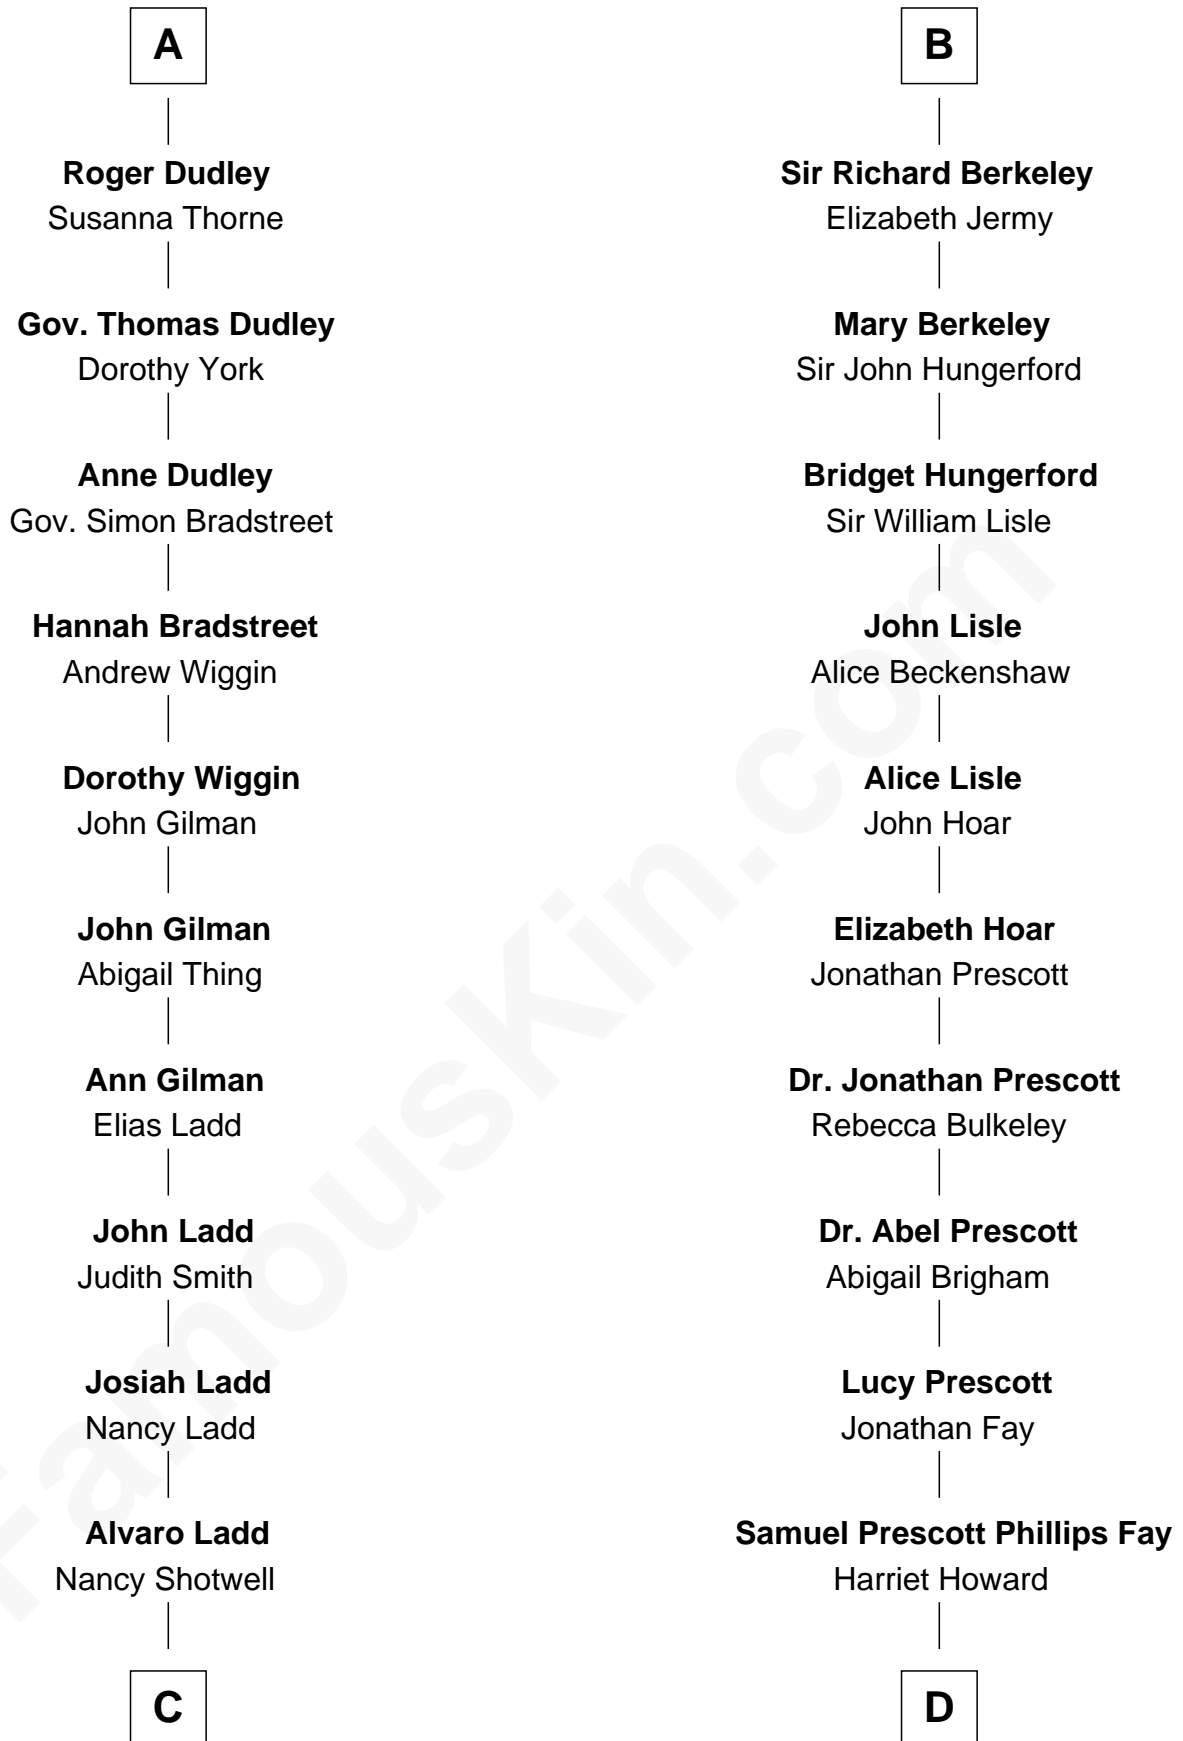 A
Roger Dudley
Susanna Thorne
Gov. Thomas Dudley
Dorothy York
Anne Dudley
Gov. Simon Bradstreet
Hannah Bradstreet
Andrew Wiggin
Dorothy Wiggin
John Gilman
John Gilman
Abigail Thing
Ann Gilman
Elias Ladd
John Ladd
Judith Smith
Josiah Ladd
Nancy Ladd
Alvaro Ladd
Nancy Shotwell
C
B
Sir Richard Berkeley
Elizabeth Jermy
Mary Berkeley
Sir John Hungerford
Bridget Hungerford
Sir William Lisle
John Lisle
Alice Beckenshaw
Alice Lisle
John Hoar
Elizabeth Hoar
Jonathan Prescott
Dr. Jonathan Prescott
Rebecca Bulkeley
Dr. Abel Prescott
Abigail Brigham
Lucy Prescott
Jonathan Fay
Samuel Prescott Phillips Fay
Harriet Howard
D
FamousKin.com